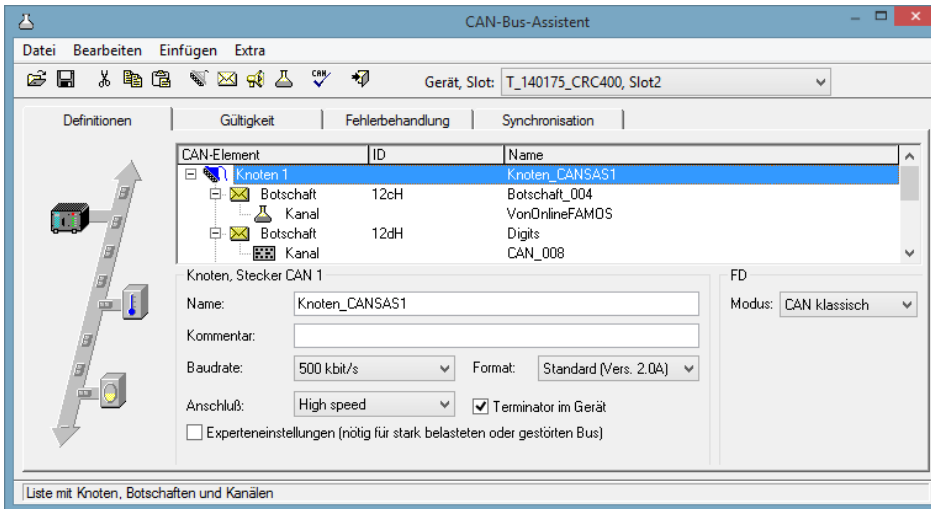 CAN-Bus-Assistent
Datei Bearbeiten Einfügen Extra
CAN Gerät, Slot: T_140175_CRC400, Slot2
Definitionen Gültigkeit Fehlerbehandlung Synchronisation
CAN-Element ID Name
Knoten 1 Knoten_CANSAS1
Botschaft 12cH Botschaft_004
Kanal VonOnlineFAMOS
Botschaft 12dH Digits
Kanal CAN_008
Knoten, Stecker CAN 1 FD
Name: Knoten_CANSAS1 Modus: CAN klassisch
Kommentar:
Baudrate: 500 kbit/s Format: Standard (Vers. 2.0A)
Anschluß: High speed Terminator im Gerät
Experteneinstellungen (nötig für stark belasteten oder gestörten Bus)
Liste mit Knoten, Botschaften und Kanälen